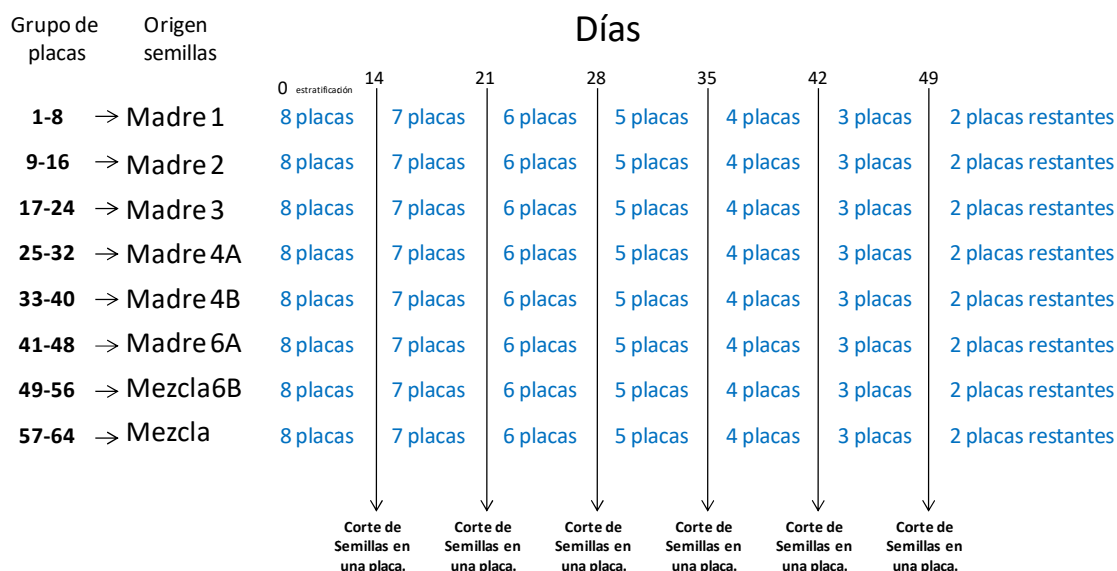 Grupo de placas Origen semillas Días
0 estratificación 14 21 28 35 42 49
1-8 → Madre 1 8 placas 7 placas 6 placas 5 placas 4 placas 3 placas 2 placas restantes
9-16 → Madre 2 8 placas 7 placas 6 placas 5 placas 4 placas 3 placas 2 placas restantes
17-24 → Madre 3 8 placas 7 placas 6 placas 5 placas 4 placas 3 placas 2 placas restantes
25-32 → Madre 4A 8 placas 7 placas 6 placas 5 placas 4 placas 3 placas 2 placas restantes
33-40 → Madre 4B 8 placas 7 placas 6 placas 5 placas 4 placas 3 placas 2 placas restantes
41-48 → Madre 6A 8 placas 7 placas 6 placas 5 placas 4 placas 3 placas 2 placas restantes
49-56 → Mezcla6B 8 placas 7 placas 6 placas 5 placas 4 placas 3 placas 2 placas restantes
57-64 → Mezcla 8 placas 7 placas 6 placas 5 placas 4 placas 3 placas 2 placas restantes
Corte de Corte de Corte de Corte de Corte de Corte de
Semillas en Semillas en Semillas en Semillas en Semillas en Semillas en
una placa. una placa. una placa. una placa. una placa. una placa.